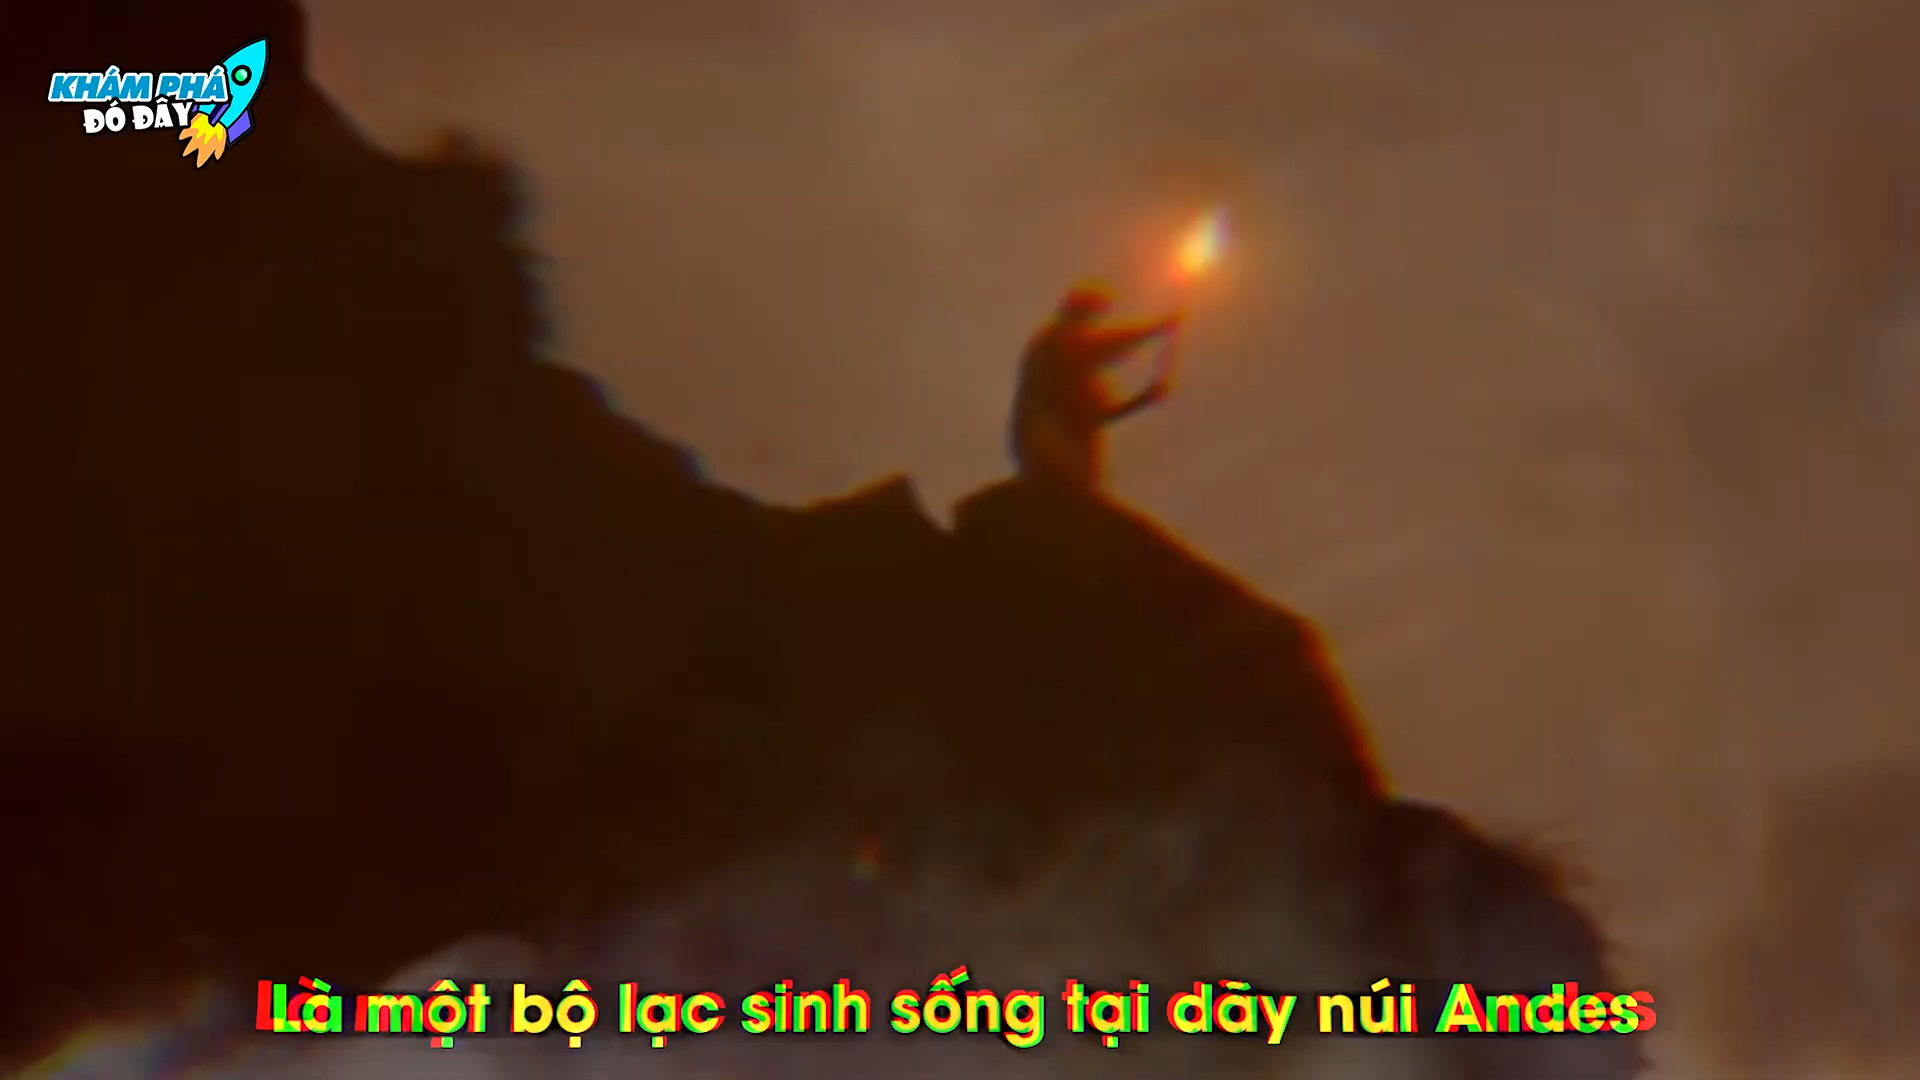 KHÁM PHÁ
ĐÓ ĐÂY
Là một bộ lạc sinh sống tại dãy núi Andes